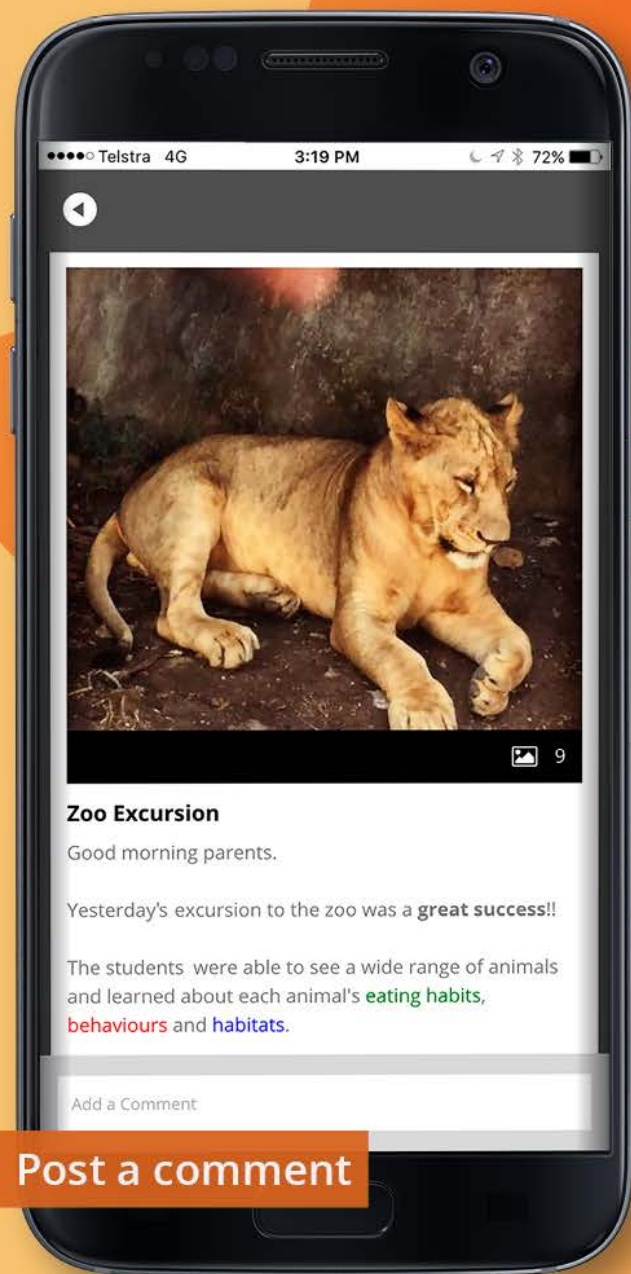 Telstra 4G 3:19 PM 72%
9
Zoo Excursion
Good morning parents.
Yesterday's excursion to the zoo was a great success!!
The students were able to see a wide range of animals
and learned about each animal's eating habits,
behaviours and habitats.
Add a Comment
Post a comment